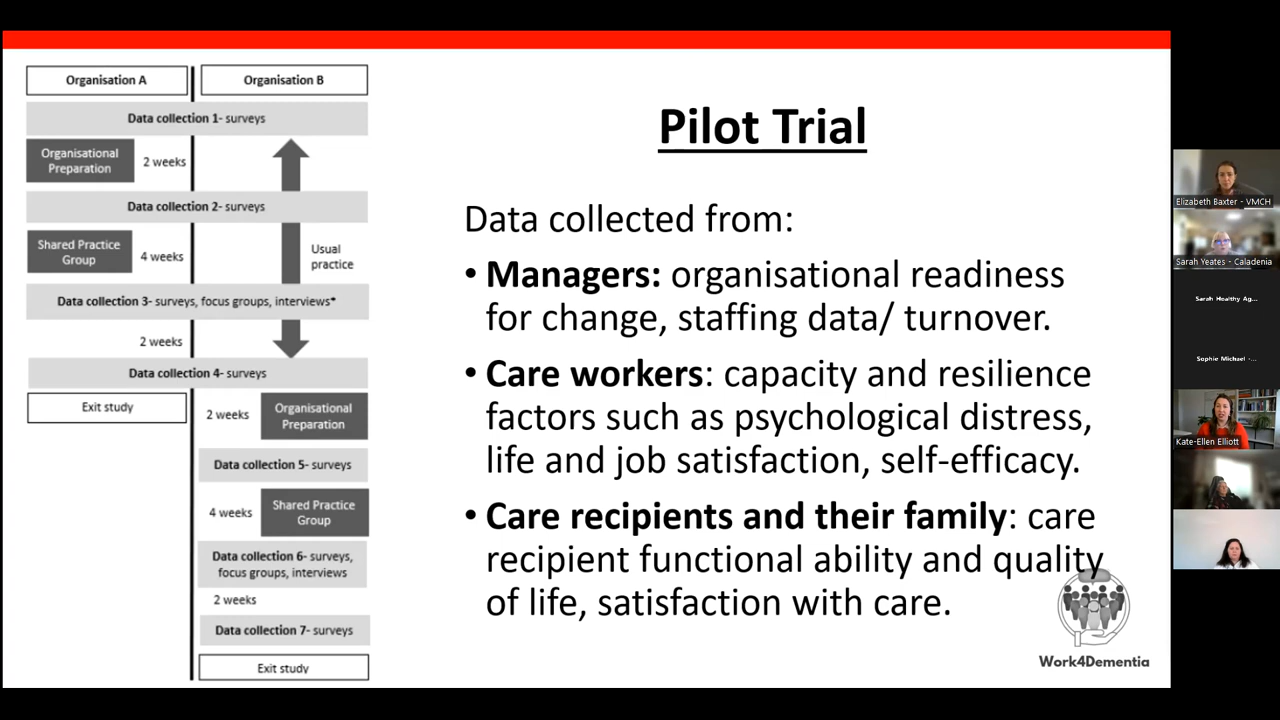 Organisation A
Organisation B
Data collection 1- surveys
Organisational
Preparation
2 weeks
Data collection 2- surveys
Shared Practice
Group
4 weeks
Usual
practice
Data collection 3- surveys, focus groups, interviews*
2 weeks
Data collection 4- surveys
Exit study
2 weeks
Organisational
Preparation
Data collection 5- surveys
4 weeks
Shared Practice
Group
Data collection 6- surveys,
focus groups, interviews
2 weeks
Data collection 7- surveys
Exit study
Pilot Trial
Data collected from:
• Managers: organisational readiness
for change, staffing data/ turnover.
• Care workers: capacity and resilience
factors such as psychological distress,
life and job satisfaction, self-efficacy.
• Care recipients and their family: care
recipient functional ability and quality
of life, satisfaction with care.
Work4Dementia
Elizabeth Baxter - VMCH
Sarah Yeates - Caladenia
Sarah Healthy Ag...
Sophie Michael -...
Kate-Ellen Elliott